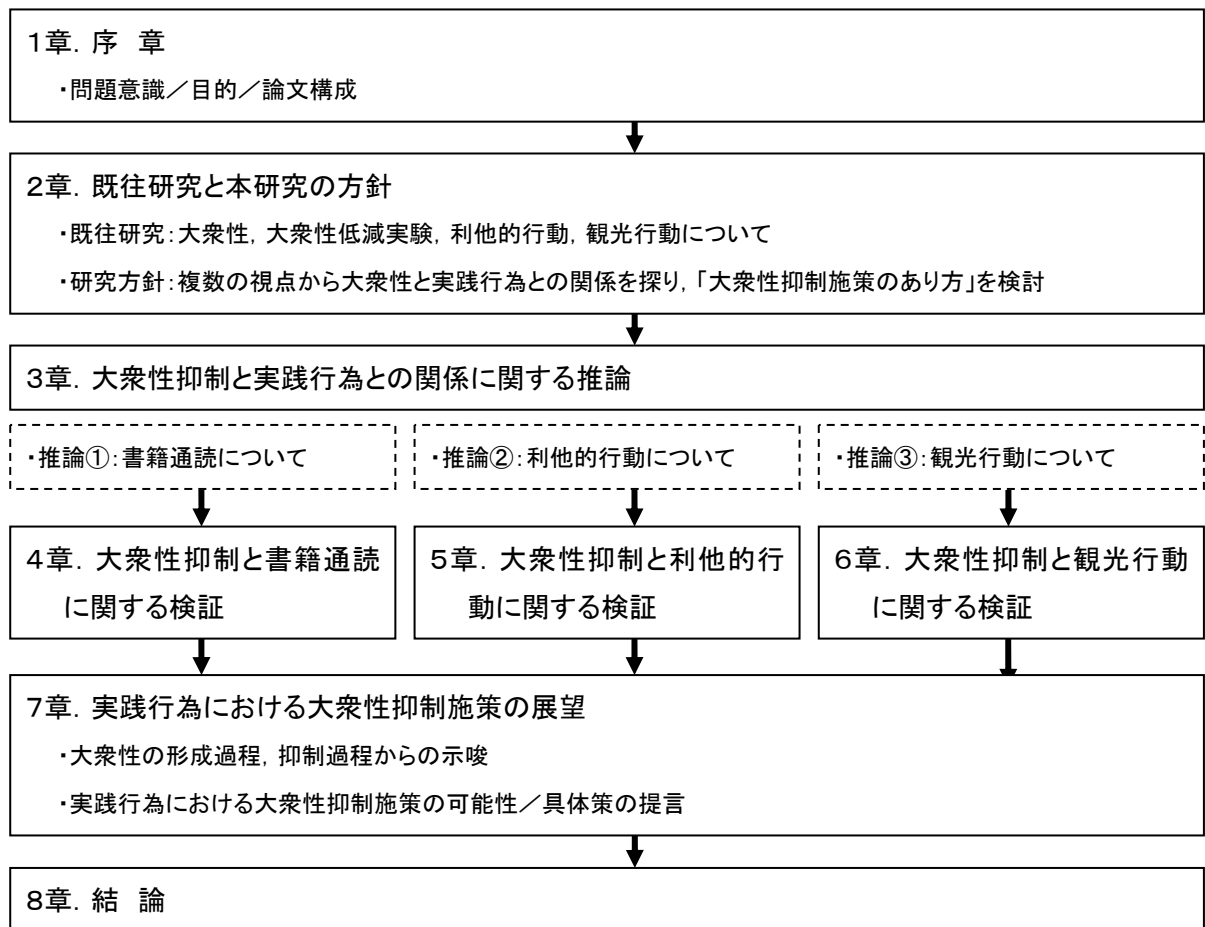 1章．序　章
・問題意識／目的／論文構成
2章．既往研究と本研究の方針
・既往研究：大衆性，大衆性低減実験，利他的行動，観光行動について
・研究方針：複数の視点から大衆性と実践行為との関係を探り，「大衆性抑制施策のあり方」を検討
3章．大衆性抑制と実践行為との関係に関する推論
・推論①：書籍通読について
・推論②：利他的行動について
・推論③：観光行動について
4章．大衆性抑制と書籍通読
に関する検証
5章．大衆性抑制と利他的行
動に関する検証
6章．大衆性抑制と観光行動
に関する検証
7章．実践行為における大衆性抑制施策の展望
・大衆性の形成過程，抑制過程からの示唆
・実践行為における大衆性抑制施策の可能性／具体策の提言
8章．結　論